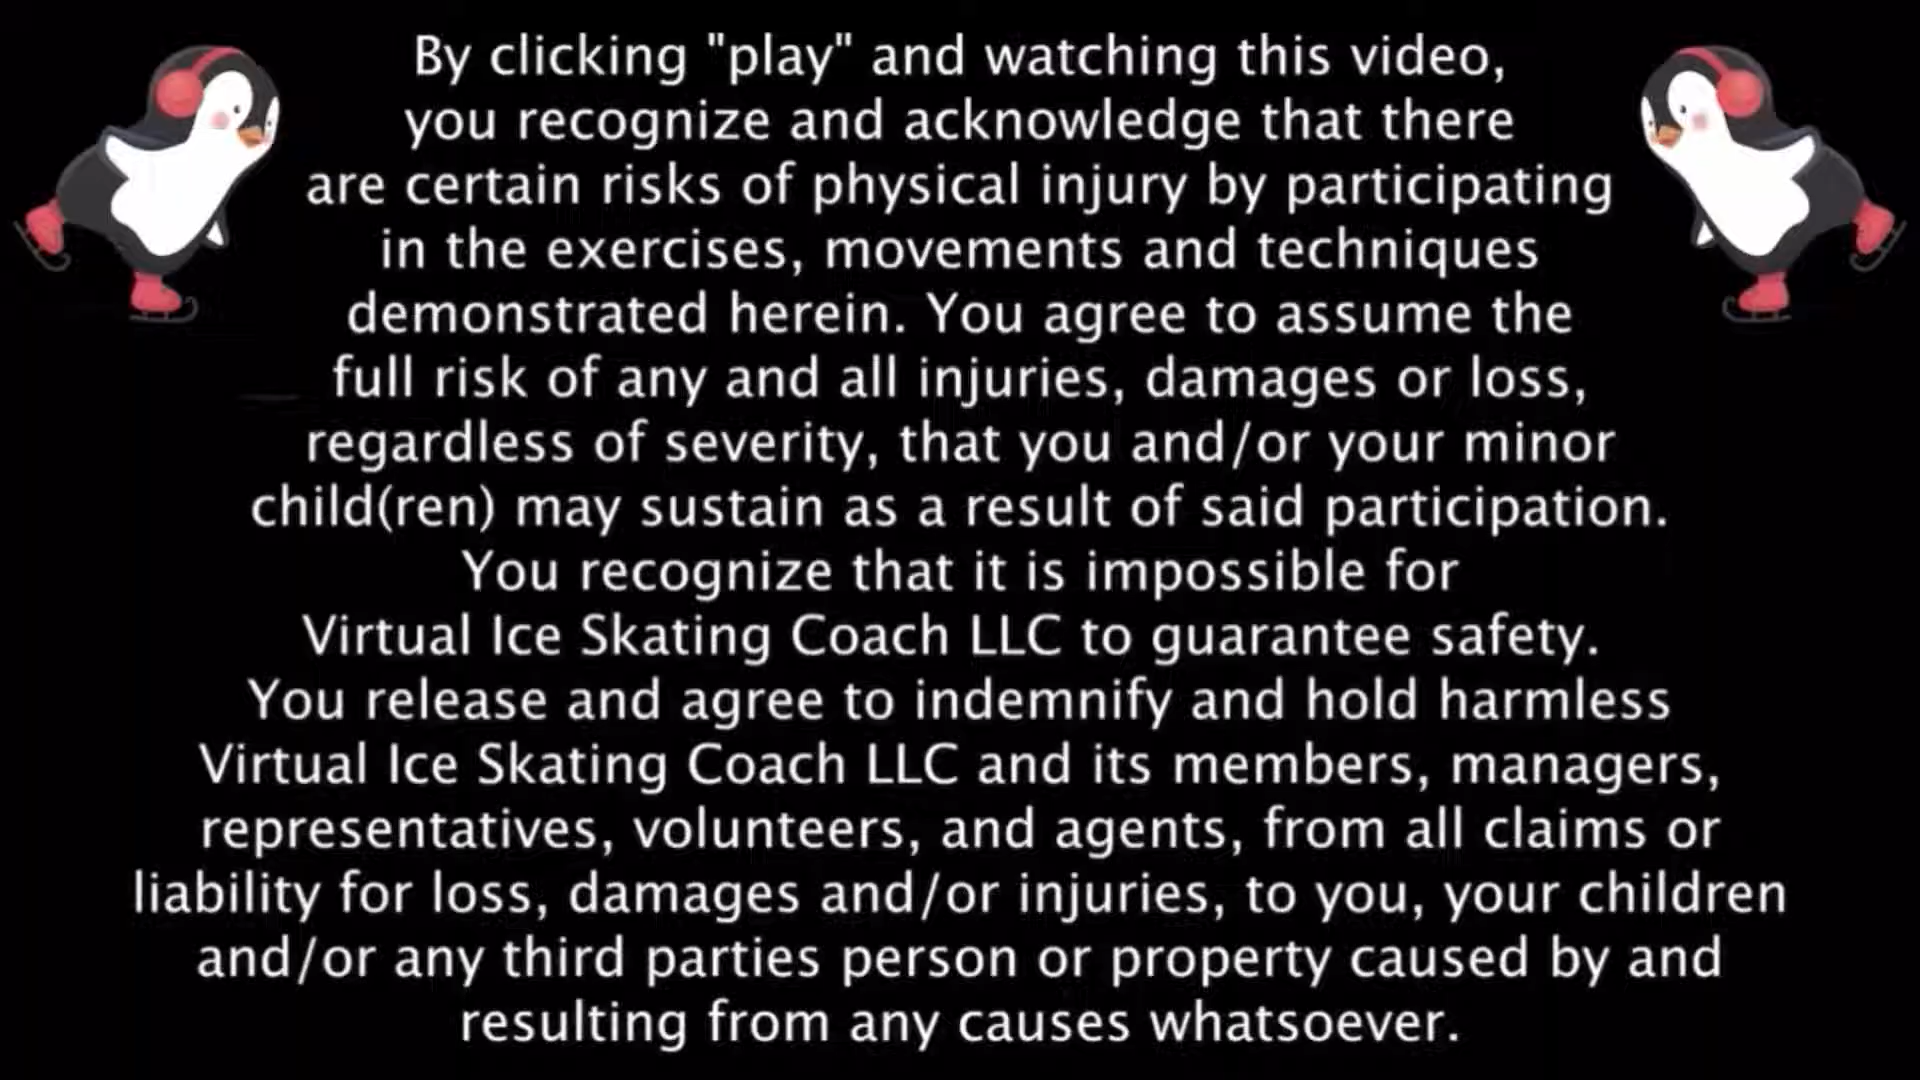 By clicking "play" and watching this video,
you recognize and acknowledge that there
are certain risks of physical injury by participating
in the exercises, movements and techniques
demonstrated herein. You agree to assume the
full risk of any and all injuries, damages or loss,
regardless of severity, that you and/or your minor
child(ren) may sustain as a result of said participation.
You recognize that it is impossible for
Virtual Ice Skating Coach LLC to guarantee safety.
You release and agree to indemnify and hold harmless
Virtual Ice Skating Coach LLC and its members, managers,
representatives, volunteers, and agents, from all claims or
liability for loss, damages and/or injuries, to you, your children
and/or any third parties person or property caused by and
resulting from any causes whatsoever.